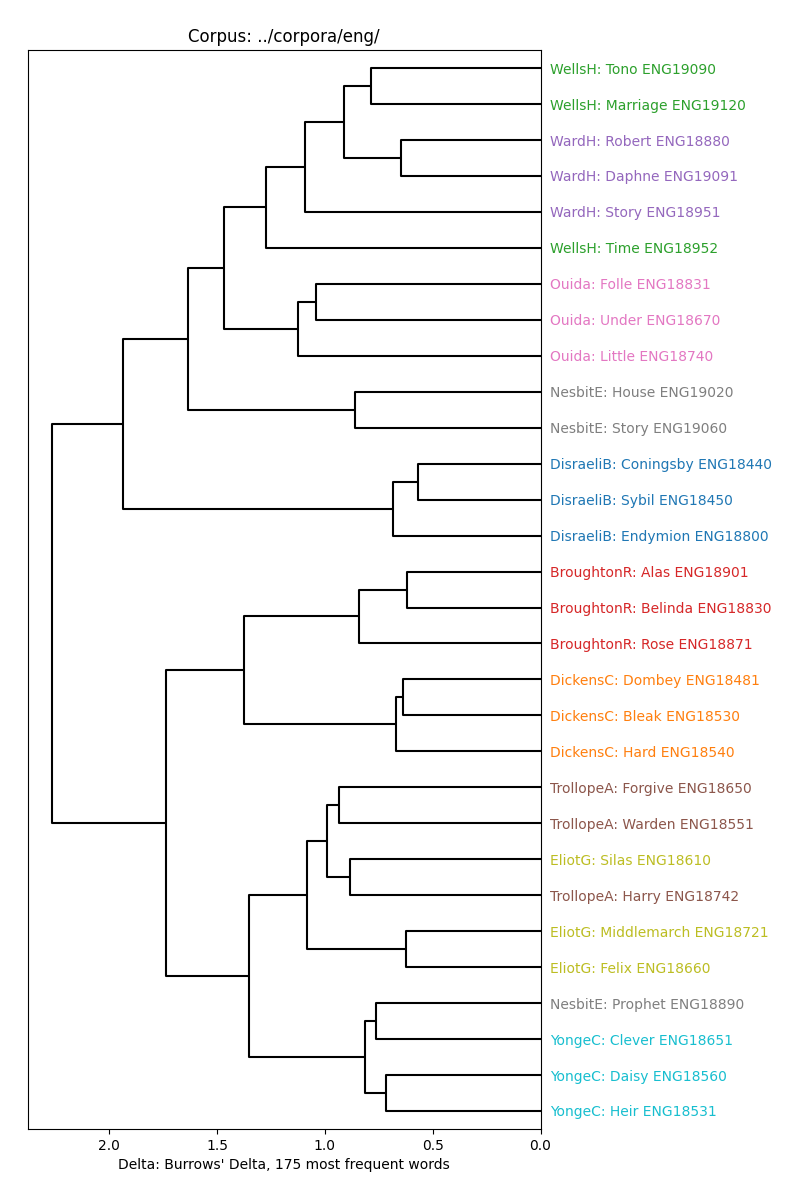 Corpus: ../corpora/eng/
WellsH: Tono ENG19090
WellsH: Marriage ENG19120
WardH: Robert ENG18880
WardH: Daphne ENG19091
WardH: Story ENG18951
WellsH: Time ENG18952
Ouida: Folle ENG18831
Ouida: Under ENG18670
Ouida: Little ENG18740
NesbitE: House ENG19020
NesbitE: Story ENG19060
DisraeliB: Coningsby ENG18440
DisraeliB: Sybil ENG18450
DisraeliB: Endymion ENG18800
BroughtonR: Alas ENG18901
BroughtonR: Belinda ENG18830
BroughtonR: Rose ENG18871
DickensC: Dombey ENG18481
DickensC: Bleak ENG18530
DickensC: Hard ENG18540
TrollopeA: Forgive ENG18650
TrollopeA: Warden ENG18551
EliotG: Silas ENG18610
TrollopeA: Harry ENG18742
EliotG: Middlemarch ENG18721
EliotG: Felix ENG18660
NesbitE: Prophet ENG18890
YongeC: Clever ENG18651
YongeC: Daisy ENG18560
YongeC: Heir ENG18531
2.0 1.5 1.0 0.5 0.0
Delta: Burrows' Delta, 175 most frequent words